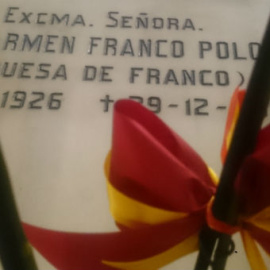 EXCMA. SEÑORA.
RMEN FRANCO POLO
UESA DE FRANCO)
1926 † 29-12-